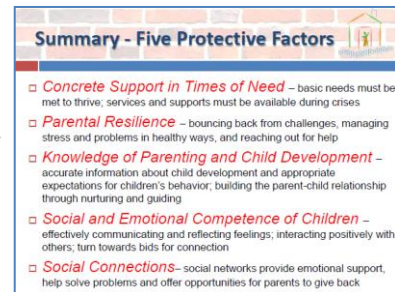 Summary - Five Protective Factors
Concrete Support in Times of Need – basic needs must be
met to thrive; services and supports must be available during crises
Parental Resilience – bouncing back from challenges, managing
stress and problems in healthy ways, and reaching out for help
Knowledge of Parenting and Child Development –
accurate information about child development and appropriate
expectations for children's behavior; building the parent-child relationship
through nurturing and guiding
Social and Emotional Competence of Children –
effectively communicating and reflecting feelings; interacting positively with
others; turn towards bids for connection
Social Connections– social networks provide emotional support,
help solve problems and offer opportunities for parents to give back